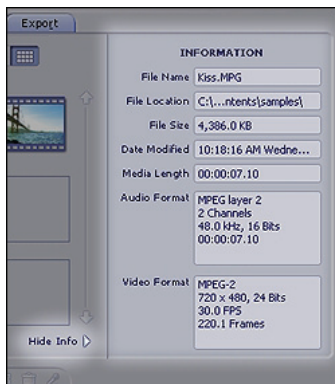 Export
INFORMATION
File Name Kiss.MPG
File Location C:\...ntents\samples\
File Size 4,386.0 KB
Date Modified 10:18:16 AM Wedne...
Media Length 00:00:07.10
Audio Format MPEG layer 2
2 Channels
48.0 kHz, 16 Bits
00:00:07.10
Video Format MPEG-2
720 x 480, 24 Bits
30.0 FPS
220.1 Frames
Hide Info